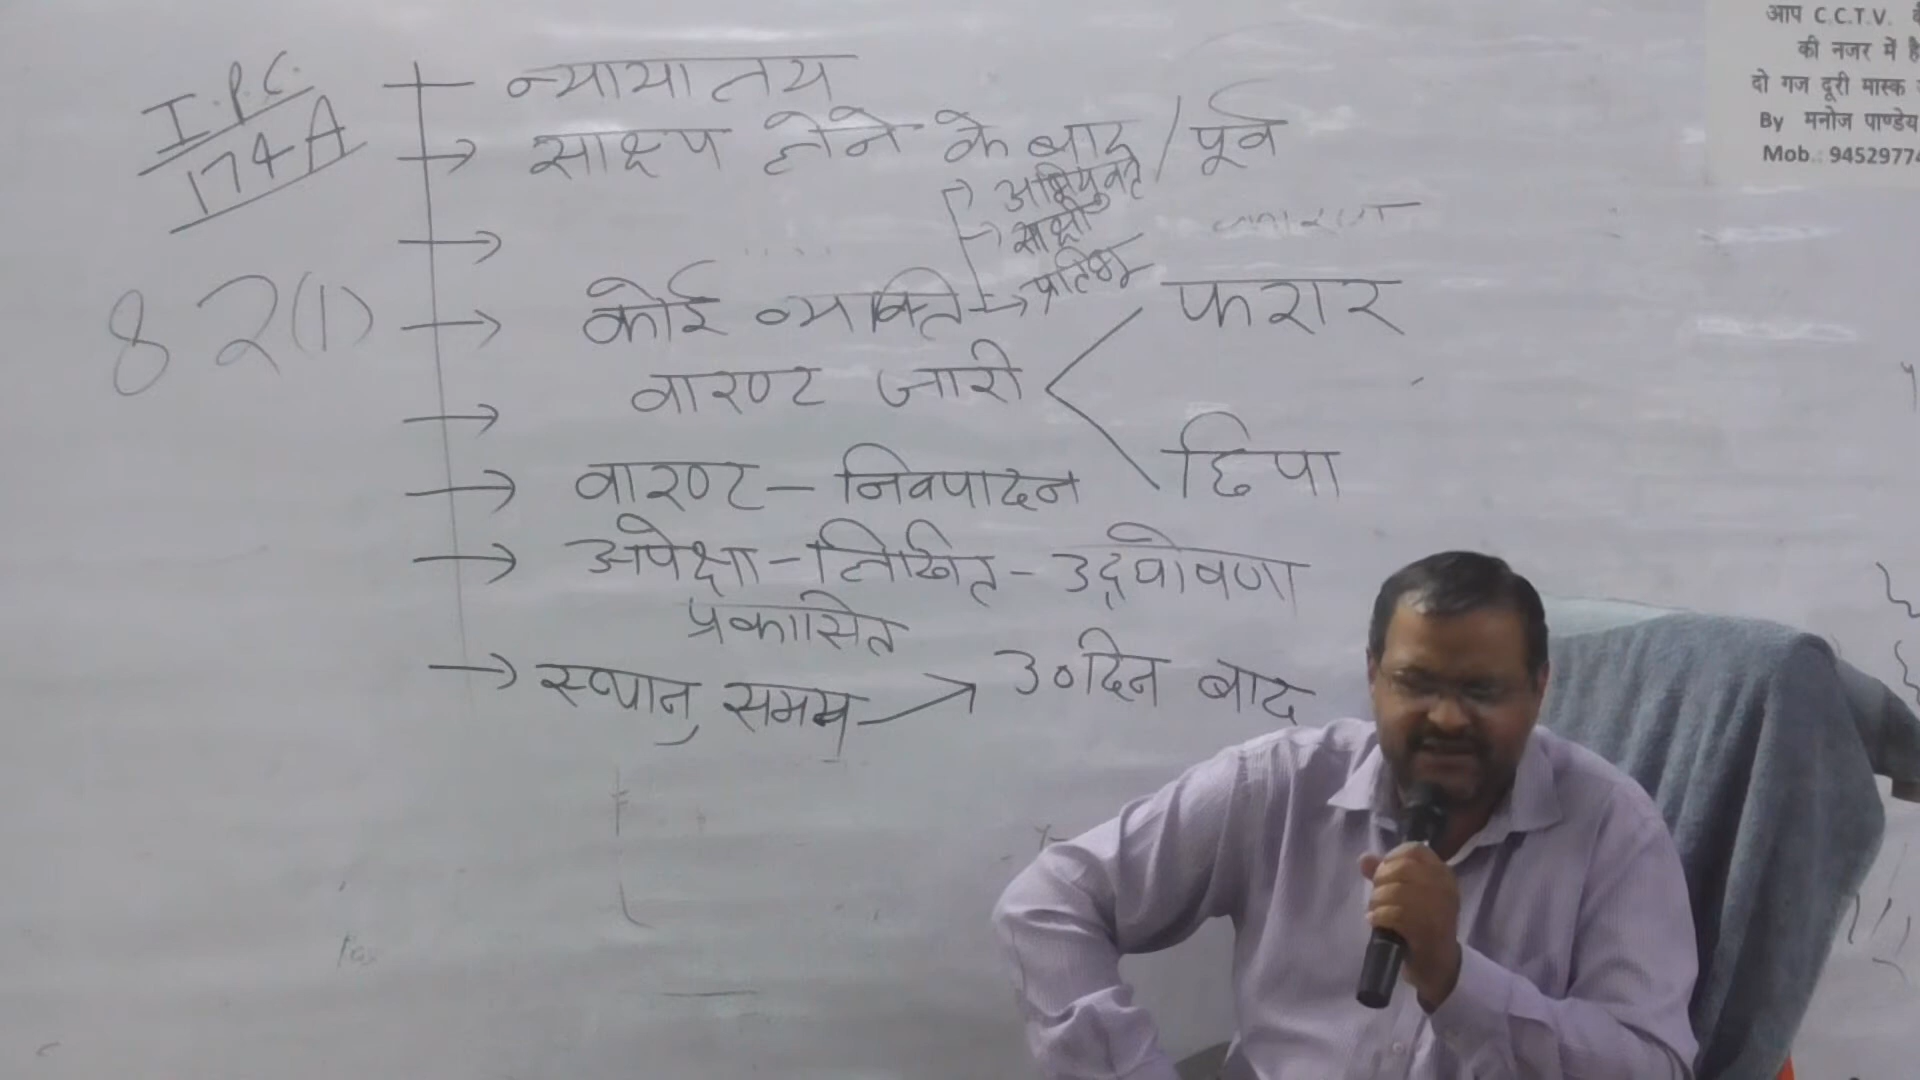 I.P.C.
174A
82(1)
न्यायालय
साक्ष्य होने के बाद / पूर्व
अभियुक्त
साक्षी
प्रतिभू
कोई व्यक्ति
फरार
वारण्ट जारी
छिपा
वारण्ट - निष्पादन
अपेक्षा - लिखित - उद्घोषणा
प्रकासित
स्थान, समय → 30 दिन बाद
आप C.C.T.V.
की नजर में
दो गज दूरी मास्क
By मनोज पाण्डेय
Mob.: 9452977